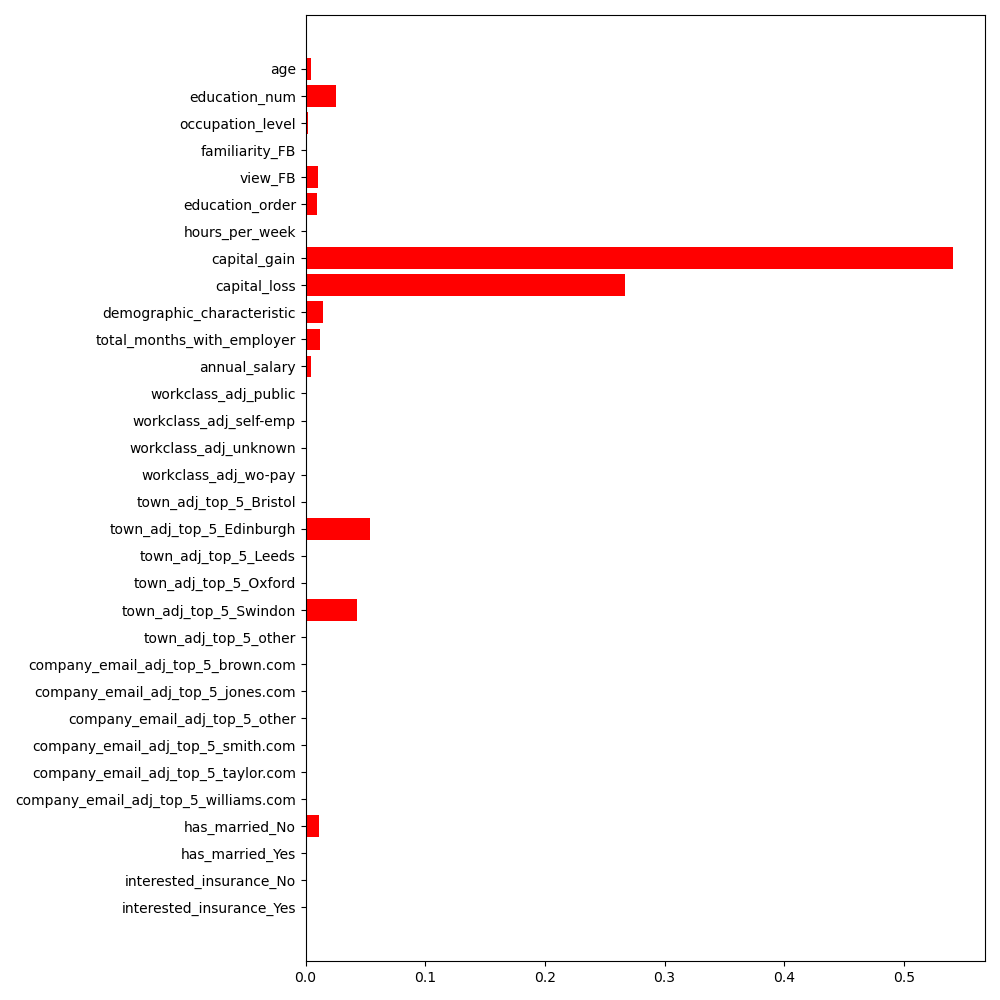 age
education_num
occupation_level
familiarity_FB
view_FB
education_order
hours_per_week
capital_gain
capital_loss
demographic_characteristic
total_months_with_employer
annual_salary
workclass_adj_public
workclass_adj_self-emp
workclass_adj_unknown
workclass_adj_wo-pay
town_adj_top_5_Bristol
town_adj_top_5_Edinburgh
town_adj_top_5_Leeds
town_adj_top_5_Oxford
town_adj_top_5_Swindon
town_adj_top_5_other
company_email_adj_top_5_brown.com
company_email_adj_top_5_jones.com
company_email_adj_top_5_other
company_email_adj_top_5_smith.com
company_email_adj_top_5_taylor.com
company_email_adj_top_5_williams.com
has_married_No
has_married_Yes
interested_insurance_No
interested_insurance_Yes
0.0 0.1 0.2 0.3 0.4 0.5